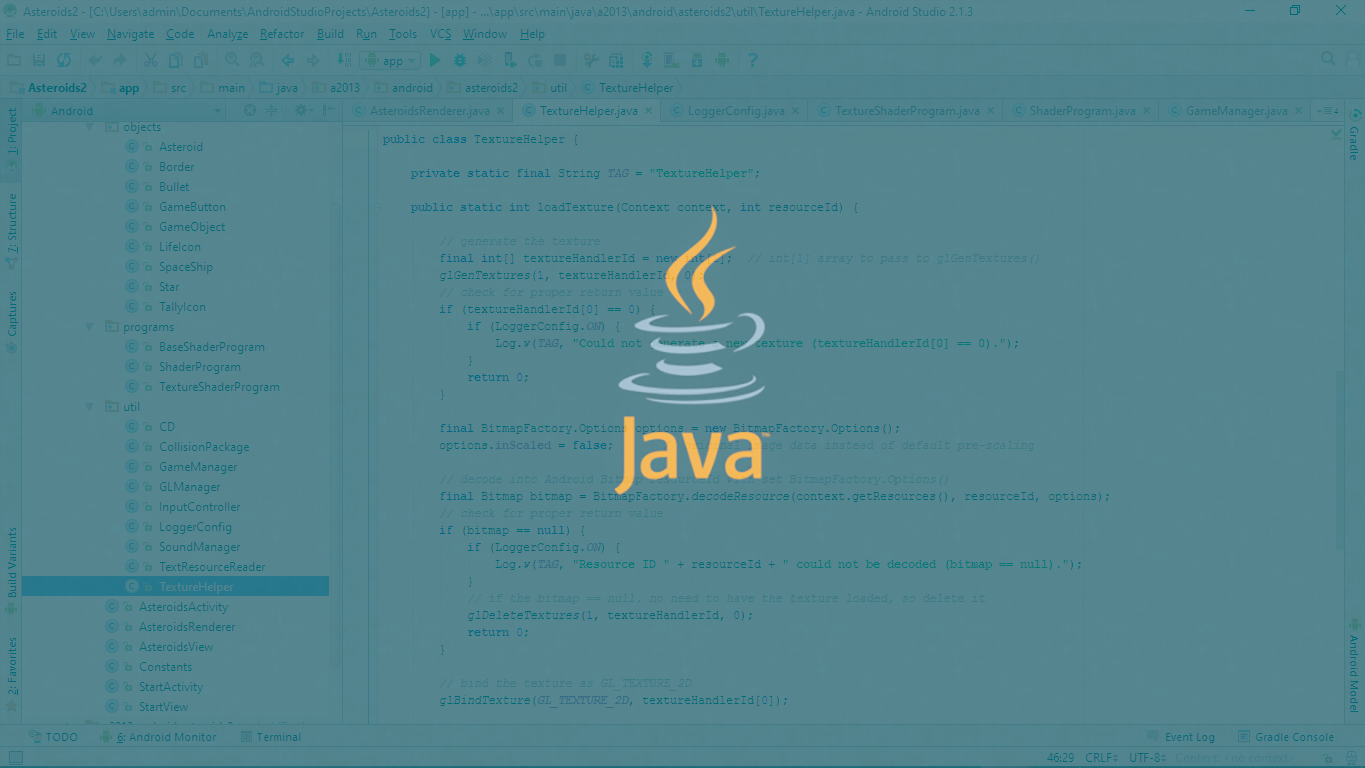 Asteroids2 - [C:\Users\admin\Documents\AndroidStudioProjects\Asteroids2] - [app] - ...\app\src\main\java\a2013\android\asteroids2\util\TextureHelper.java - Android Studio 2.1.3
File Edit View Navigate Code Analyze Refactor Build Run Tools VCS Window Help
app
Asteroids2 app src main java a2013 android asteroids2 util TextureHelper
Android
AsteroidsRenderer.java TextureHelper.java LoggerConfig.java TextureShaderProgram.java ShaderProgram.java GameManager.java
1: Project
7: Structure
Captures
Build Variants
2: Favorites
objects
Asteroid
Border
Bullet
GameButton
GameObject
LifeIcon
SpaceShip
Star
TallyIcon
programs
BaseShaderProgram
ShaderProgram
TextureShaderProgram
util
CD
CollisionPackage
GameManager
GLManager
InputController
LoggerConfig
SoundManager
TextResourceReader
TextureHelper
AsteroidsActivity
AsteroidsRenderer
AsteroidsView
Constants
StartActivity
StartView
public class TextureHelper {
private static final String TAG = "TextureHelper";
public static int loadTexture(Context context, int resourceId) {
// generate the texture
final int[] textureHandlerId = new int[1]; // int[1] array to pass to glGenTextures()
glGenTextures(1, textureHandlerId, 0);
// check for proper return value
if (textureHandlerId[0] == 0) {
if (LoggerConfig.ON) {
Log.v(TAG, "Could not generate a new texture (textureHandlerId[0] == 0).");
}
return 0;
}
final BitmapFactory.Options options = new BitmapFactory.Options();
options.inScaled = false; data instead of default pre-scaling
// decode into Android set BitmapFactory.Options()
final Bitmap bitmap = BitmapFactory.decodeResource(context.getResources(), resourceId, options);
// check for proper return value
if (bitmap == null) {
if (LoggerConfig.ON) {
Log.v(TAG, "Resource ID " + resourceId + " could not be decoded (bitmap == null).");
}
// if the bitmap == null, no need to have the texture loaded, so delete it
glDeleteTextures(1, textureHandlerId, 0);
return 0;
}
// bind the texture as GL_TEXTURE_2D
glBindTexture(GL_TEXTURE_2D, textureHandlerId[0]);
Java™
Gradle
Android Model
TODO 6: Android Monitor Terminal Event Log Gradle Console
46:29 CRLF UTF-8 Context: <no context>